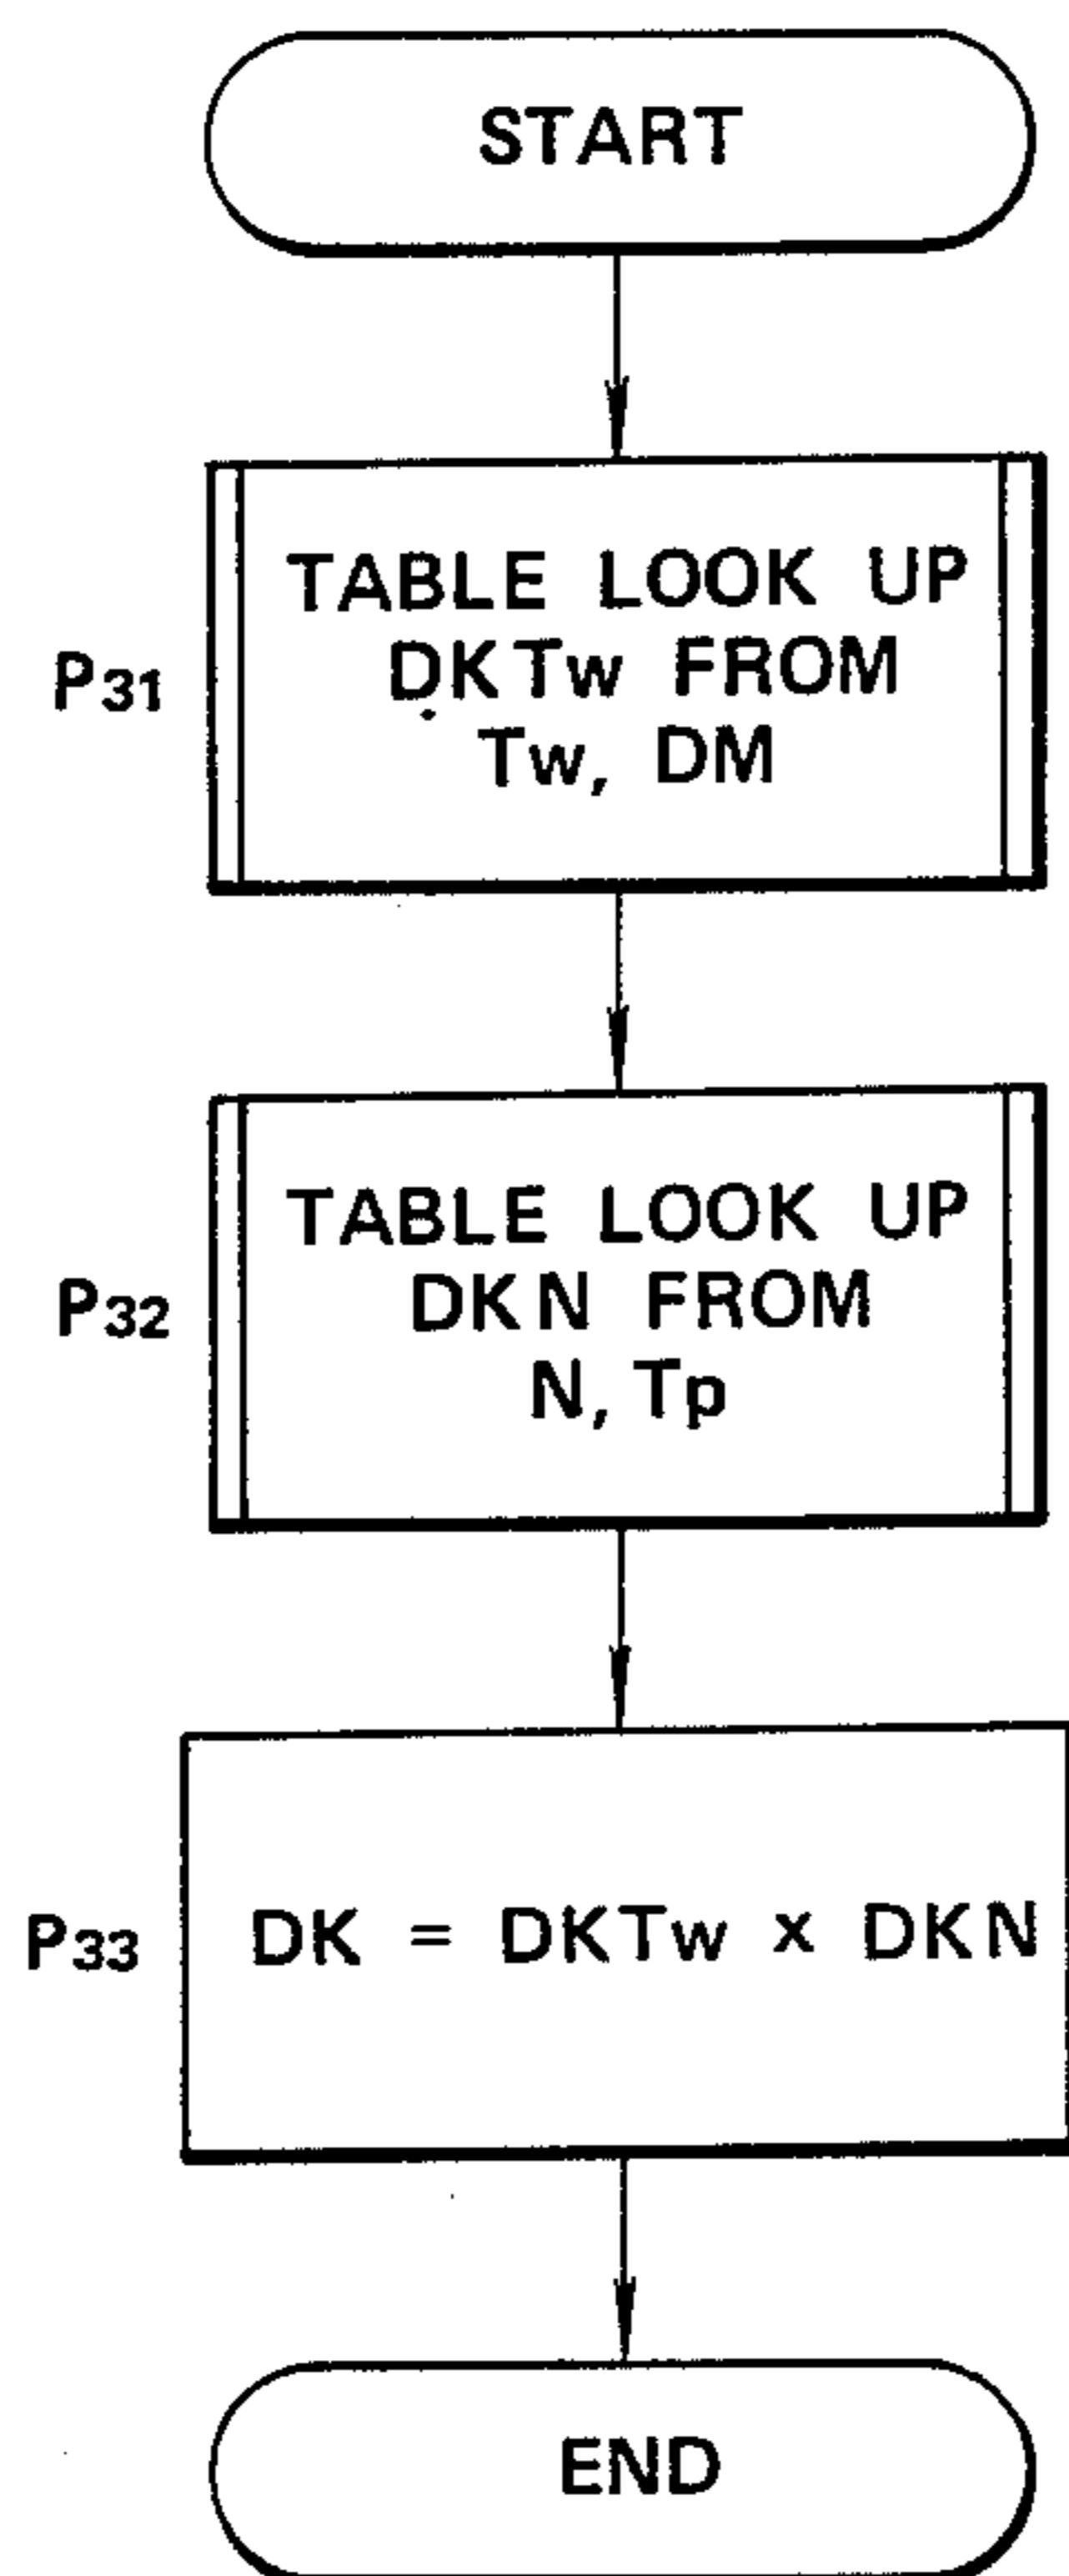 START
TABLE LOOK UP
DKTw FROM
Tw, DM
P31
TABLE LOOK UP
DKN FROM
N, Tp
P32
P33
DK = DKTw x DKN
END